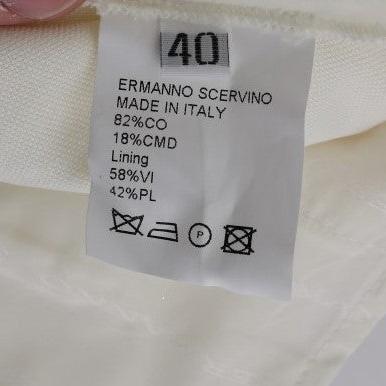 40
ERMANNO SCERVINO
MADE IN ITALY
82%CO
18%CMD
Lining
58%VI
42%PL
P